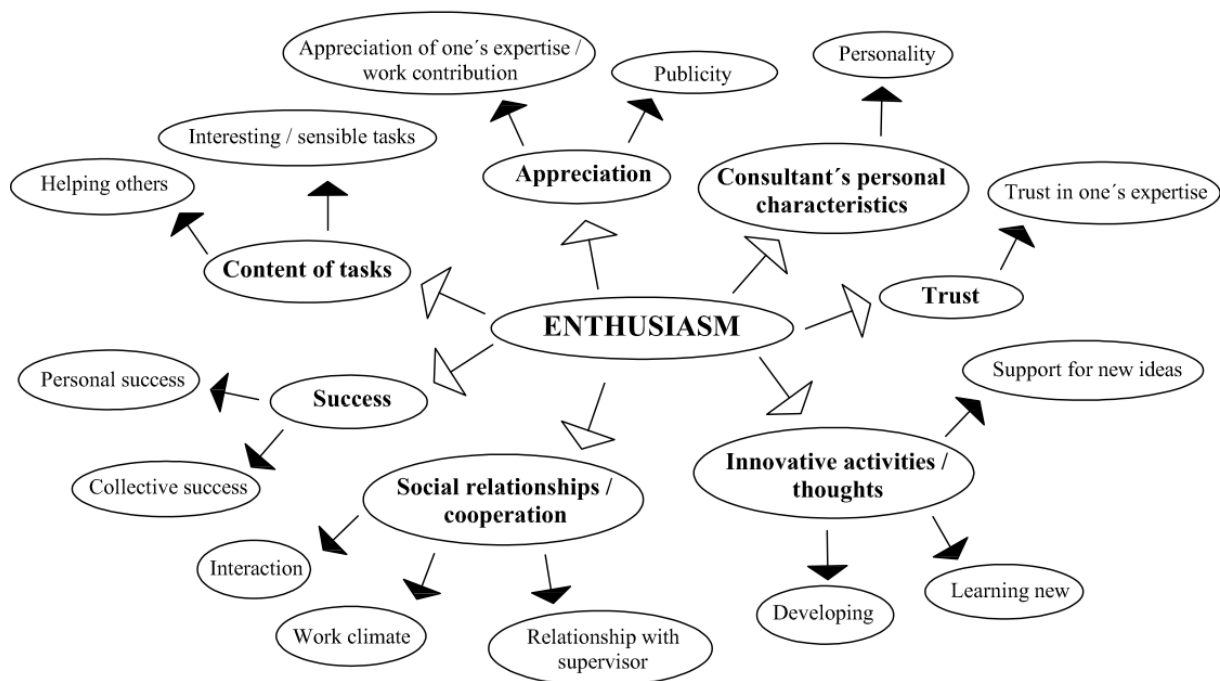 Appreciation of one´s expertise /
work contribution
Publicity
Personality
Interesting / sensible tasks
Helping others
Appreciation
Consultant´s personal
characteristics
Trust in one´s expertise
Content of tasks
Trust
ENTHUSIASM
Personal success
Success
Support for new ideas
Collective success
Social relationships /
cooperation
Innovative activities /
thoughts
Interaction
Work climate
Relationship with
supervisor
Developing
Learning new